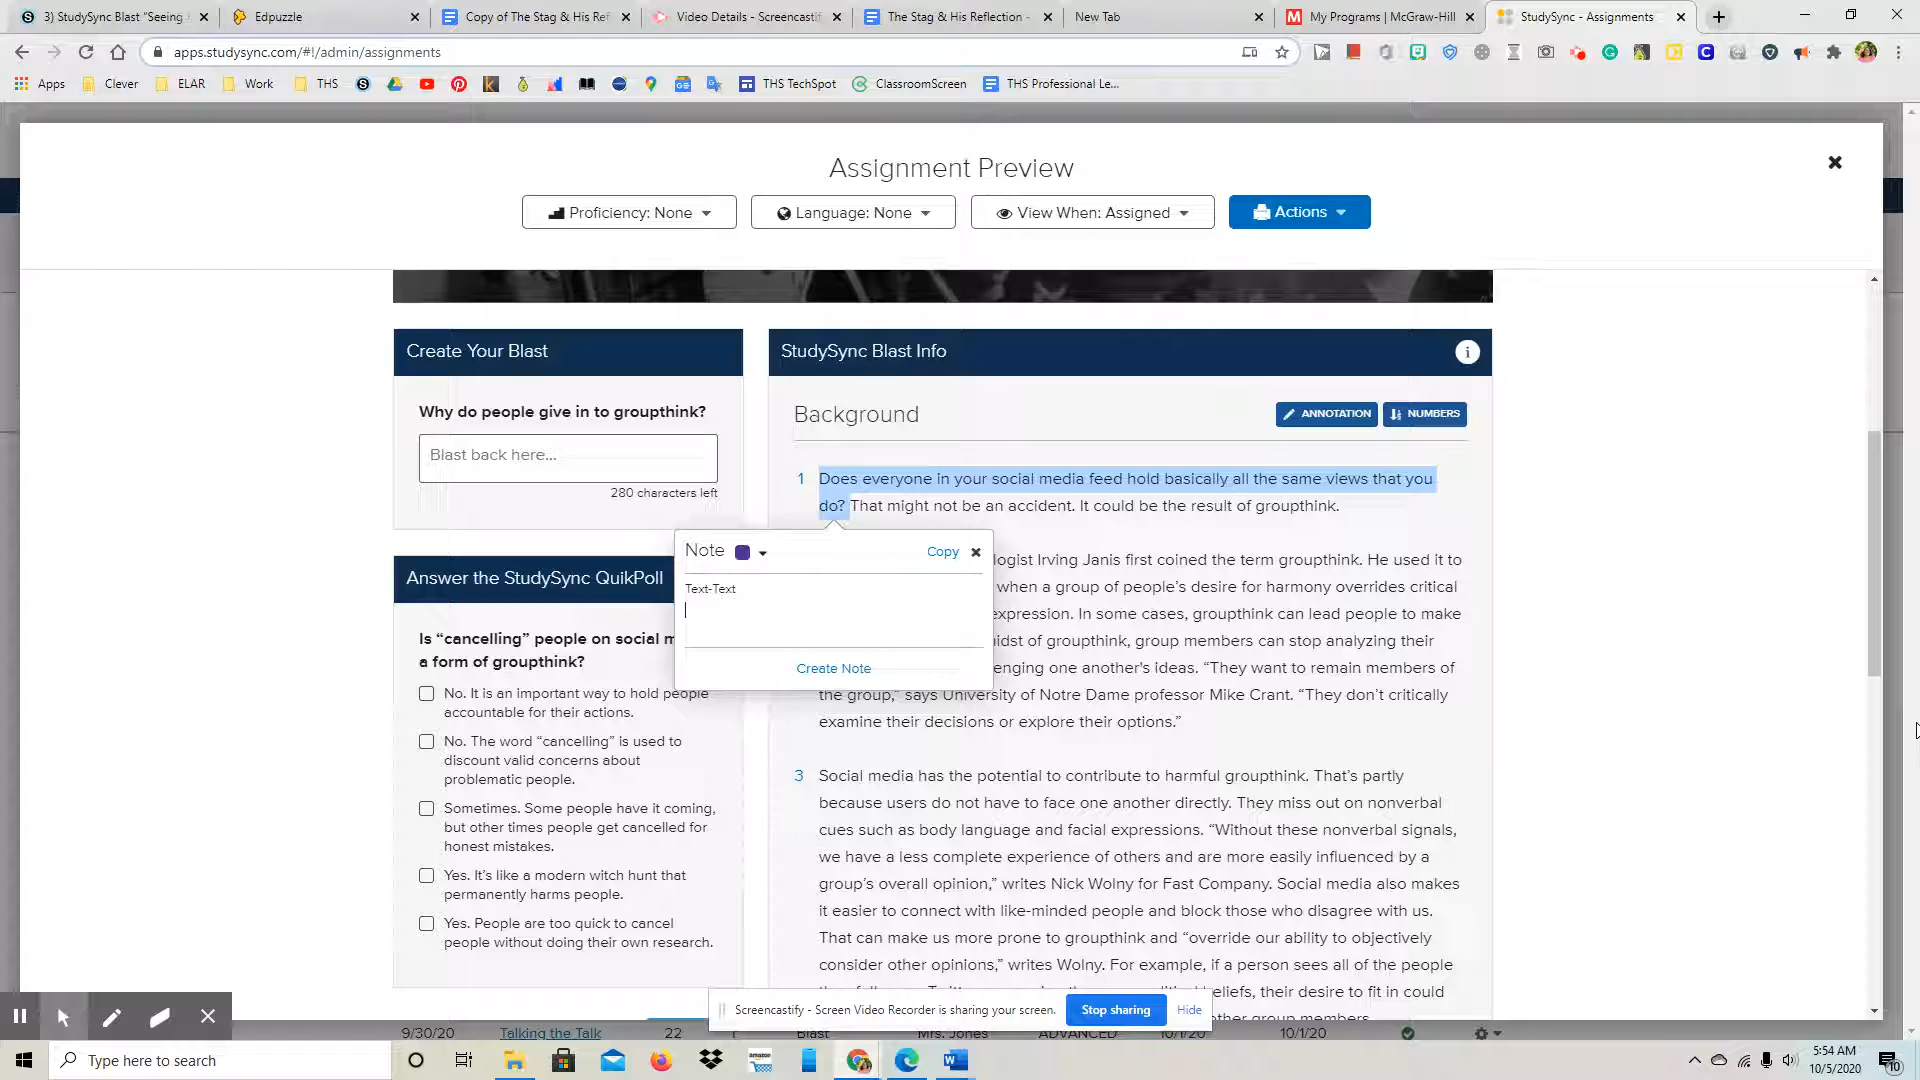 3) StudySync Blast "Seeing
Edpuzzle
Copy of The Stag & His Ref
Video Details - Screencastif
The Stag & His Reflection -
New Tab
My Programs | McGraw-Hill
StudySync - Assignments
apps.studysync.com/#!/admin/assignments
Apps
Clever
ELAR
Work
THS
THS TechSpot
ClassroomScreen
THS Professional Le...
Assignment Preview
Proficiency: None
Language: None
View When: Assigned
Actions
Create Your Blast
Why do people give in to groupthink?
Blast back here...
280 characters left
Answer the StudySync QuikPoll
Is “cancelling” people on social m
a form of groupthink?
No. It is an important way to hold people
accountable for their actions.
No. The word “cancelling” is used to
discount valid concerns about
problematic people.
Sometimes. Some people have it coming,
but other times people get cancelled for
honest mistakes.
Yes. It’s like a modern witch hunt that
permanently harms people.
Yes. People are too quick to cancel
people without doing their own research.
StudySync Blast Info
Background
ANNOTATION
NUMBERS
1 Does everyone in your social media feed hold basically all the same views that you
do? That might not be an accident. It could be the result of groupthink.
Note
Copy
Text-Text
Create Note
logist Irving Janis first coined the term groupthink. He used it to
when a group of people’s desire for harmony overrides critical
expression. In some cases, groupthink can lead people to make
idst of groupthink, group members can stop analyzing their
enging one another's ideas. “They want to remain members of
the group,” says University of Notre Dame professor Mike Crant. “They don’t critically
examine their decisions or explore their options.”
3 Social media has the potential to contribute to harmful groupthink. That’s partly
because users do not have to face one another directly. They miss out on nonverbal
cues such as body language and facial expressions. “Without these nonverbal signals,
we have a less complete experience of others and are more easily influenced by a
group’s overall opinion,” writes Nick Wolny for Fast Company. Social media also makes
it easier to connect with like-minded people and block those who disagree with us.
That can make us more prone to groupthink and “override our ability to objectively
consider other opinions,” writes Wolny. For example, if a person sees all of the people
eliefs, their desire to fit in could
other group members.
Screencastify - Screen Video Recorder is sharing your screen.
Stop sharing
Hide
9/30/20
Talking the Talk
22
Blast
Mrs. Jones
ADVANCED
10/1/20
10/1/20
Type here to search
amazon
5:54 AM
10/5/2020
10